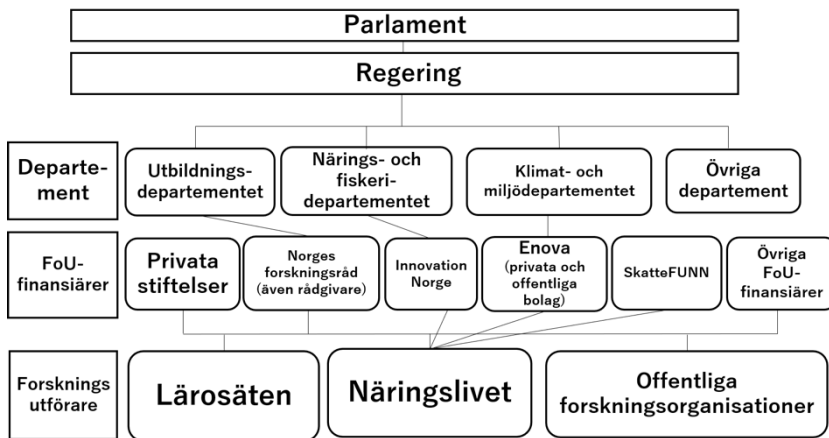 Parlament
Regering
Departe-
ment
Utbildnings-
departementet
Närings- och
fiskeri-
departementet
Klimat- och
miljödepartementet
Övriga
departement
FoU-
finansiärer
Privata
stiftelser
Norges
forskningsråd
(även rådgivare)
Innovation
Norge
Enova
(privata och
offentliga
bolag)
SkatteFUNN
Övriga
FoU-
finansiärer
Forsknings
utförare
Lärosäten
Näringslivet
Offentliga
forskningsorganisationer